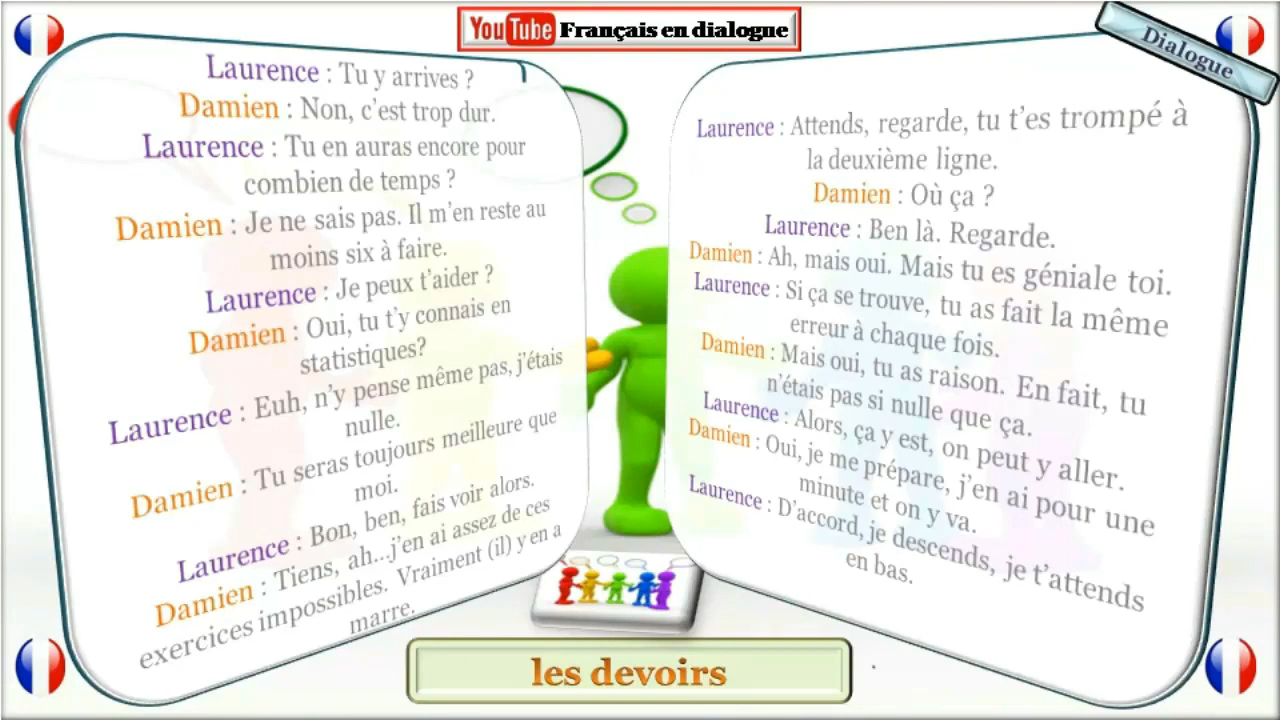 YouTube Français en dialogue
Dialogue
Laurence : Tu y arrives ?
Damien : Non, c'est trop dur.
Laurence : Tu en auras encore pour
combien de temps ?
Damien : Je ne sais pas. Il m'en reste au
moins six à faire.
Laurence : Je peux t'aider ?
Damien : Oui, tu t'y connais en
statistiques?
Laurence : Euh, n'y pense même pas, j'étais
nulle.
Damien : Tu seras toujours meilleure que
moi.
Laurence : Bon, ben, fais voir alors.
Damien : Tiens, ah...j'en ai assez de ces
exercices impossibles. Vraiment (il) y en a
marre.
Laurence : Attends, regarde, tu t'es trompé à
la deuxième ligne.
Damien : Où ça ?
Laurence : Ben là. Regarde.
Damien : Ah, mais oui. Mais tu es géniale toi.
Laurence : Si ça se trouve, tu as fait la même
erreur à chaque fois.
Damien : Mais oui, tu as raison. En fait, tu
n'étais pas si nulle que ça.
Laurence : Alors, ça y est, on peut y aller.
Damien : Oui, je me prépare, j'en ai pour une
minute et on y va.
Laurence : D'accord, je descends, je t'attends
en bas.
les devoirs